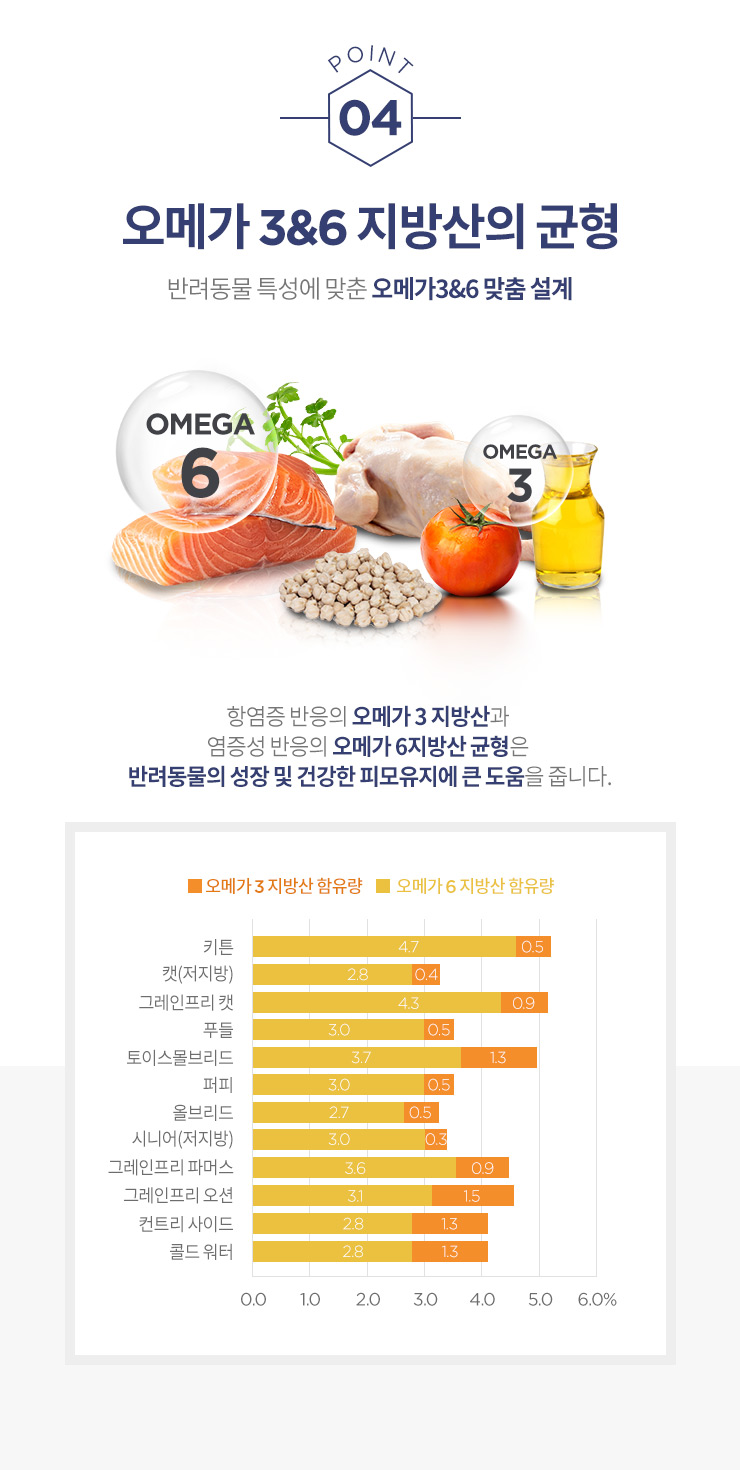 POINT
04
오메가 3&6 지방산의 균형
반려동물 특성에 맞춘 오메가3&6 맞춤 설계
OMEGA
6
OMEGA
3
항염증 반응의 오메가 3 지방산과
염증성 반응의 오메가 6지방산 균형은
반려동물의 성장 및 건강한 피모유지에 큰 도움을 줍니다.
오메가 3 지방산 함유량 오메가 6 지방산 함유량
키튼 4.7 0.5
캣(저지방) 2.8 0.4
그레인프리 캣 4.3 0.9
푸들 3.0 0.5
토이스몰브리드 3.7 1.3
퍼피 3.0 0.5
올브리드 2.7 0.5
시니어(저지방) 3.0 0.3
그레인프리 파머스 3.6 0.9
그레인프리 오션 3.1 1.5
컨트리 사이드 2.8 1.3
콜드 워터 2.8 1.3
0.0 1.0 2.0 3.0 4.0 5.0 6.0%